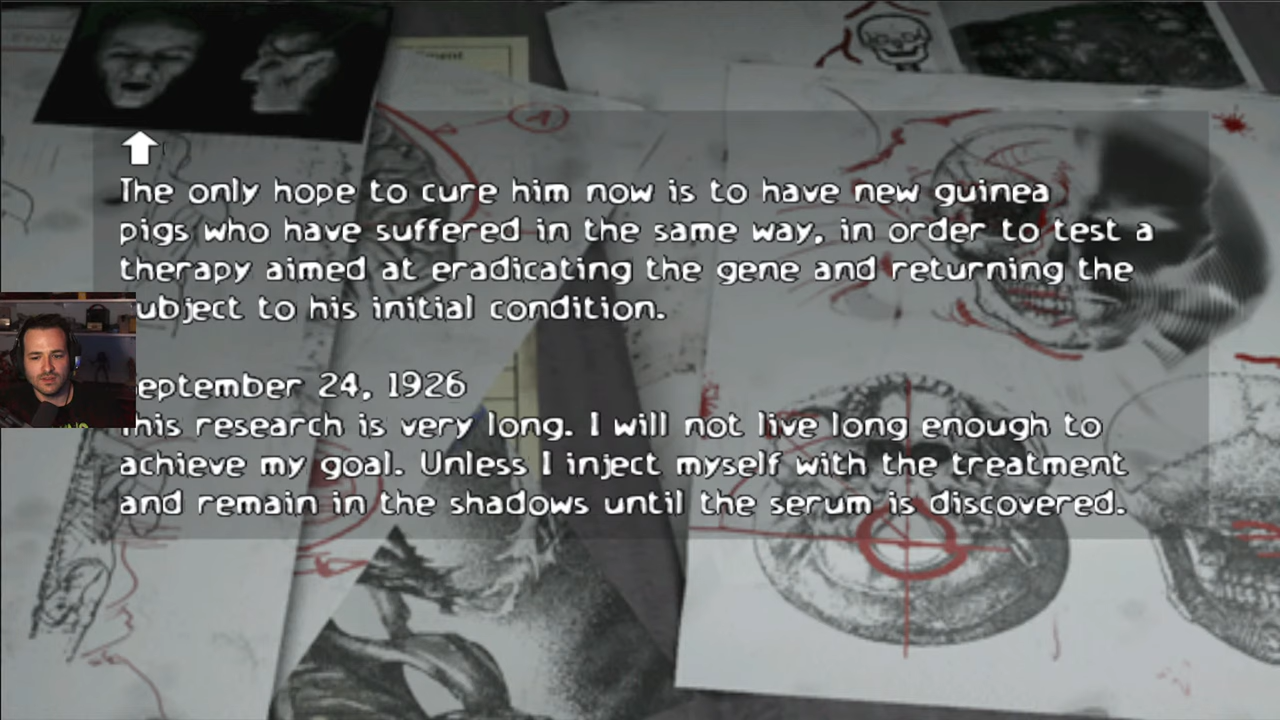 The only hope to cure him now is to have new guinea
pigs who have suffered in the same way, in order to test a
therapy aimed at eradicating the gene and returning the
ubject to his initial condition.
eptember 24, 1926
his research is very long. I will not live long enough to
achieve my goal. Unless I inject myself with the treatment
and remain in the shadows until the serum is discovered.